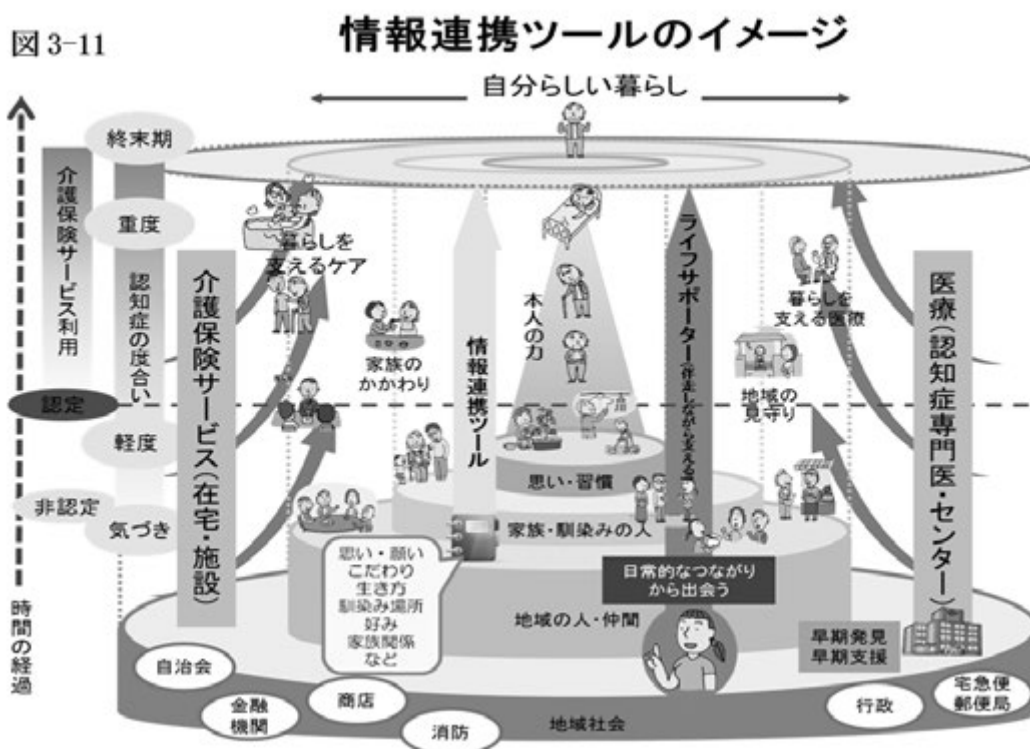 図 3-11
情報連携ツールのイメージ
自分らしい暮らし
終末期
重度
認知症の度合い
軽度
気づき
介護保険サービス利用
認定
非認定
時間の経過
介護保険サービス(在宅・施設)
暮らしを
支えるケア
家族の
かかわり
情報連携ツール
本人の力
ライフサポーター(伴走しながら支える)
暮らしを
支える医療
地域の
見守り
医療(認知症専門医・センター)
思い・習慣
家族・馴染みの人
地域の人・仲間
思い・願い
こだわり
生き方
馴染み場所
好み
家族関係
など
日常的なつながり
から出会う
早期発見
早期支援
自治会
金融
機関
商店
消防
地域社会
行政
宅急便
郵便局